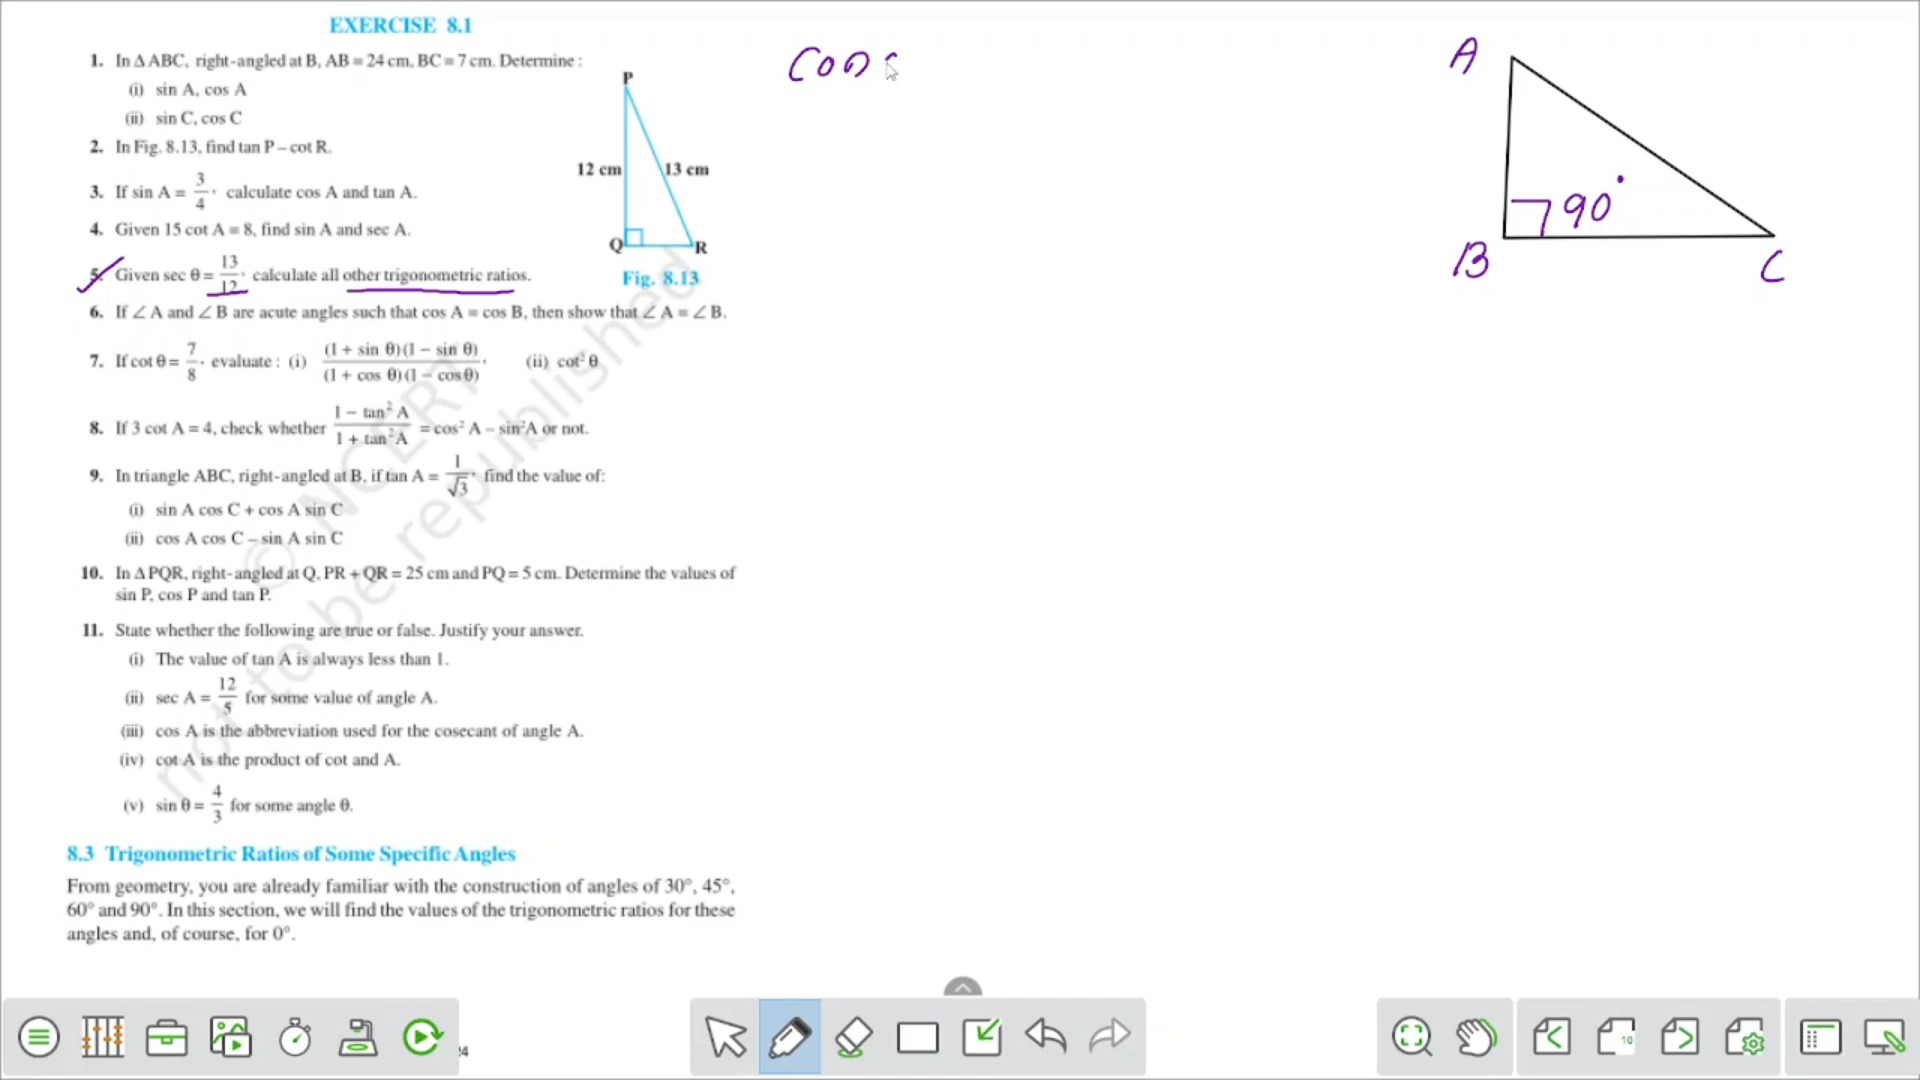 EXERCISE 8.1
1. In Δ ABC, right-angled at B, AB = 24 cm, BC = 7 cm. Determine :
(i) sin A, cos A
(ii) sin C, cos C
2. In Fig. 8.13, find tan P – cot R.
3. If sin A = 3/4, calculate cos A and tan A.
4. Given 15 cot A = 8, find sin A and sec A.
5. Given sec θ = 13/12, calculate all other trigonometric ratios.
P
12 cm
13 cm
Q
R
Fig. 8.13
6. If ∠ A and ∠ B are acute angles such that cos A = cos B, then show that ∠ A = ∠ B.
7. If cot θ = 7/8, evaluate : (i) (1 + sin θ)(1 – sin θ)/(1 + cos θ)(1 – cos θ), (ii) cot² θ
8. If 3 cot A = 4, check whether (1 – tan² A)/(1 + tan² A) = cos² A – sin² A or not.
9. In triangle ABC, right-angled at B, if tan A = 1/√3, find the value of:
(i) sin A cos C + cos A sin C
(ii) cos A cos C – sin A sin C
10. In Δ PQR, right-angled at Q, PR + QR = 25 cm and PQ = 5 cm. Determine the values of
sin P, cos P and tan P.
11. State whether the following are true or false. Justify your answer.
(i) The value of tan A is always less than 1.
(ii) sec A = 12/5 for some value of angle A.
(iii) cos A is the abbreviation used for the cosecant of angle A.
(iv) cot A is the product of cot and A.
(v) sin θ = 4/3 for some angle θ.
8.3 Trigonometric Ratios of Some Specific Angles
From geometry, you are already familiar with the construction of angles of 30°, 45°,
60° and 90°. In this section, we will find the values of the trigonometric ratios for these
angles and, of course, for 0°.
© NCERT
not to be republished
A
90°
B
C
10